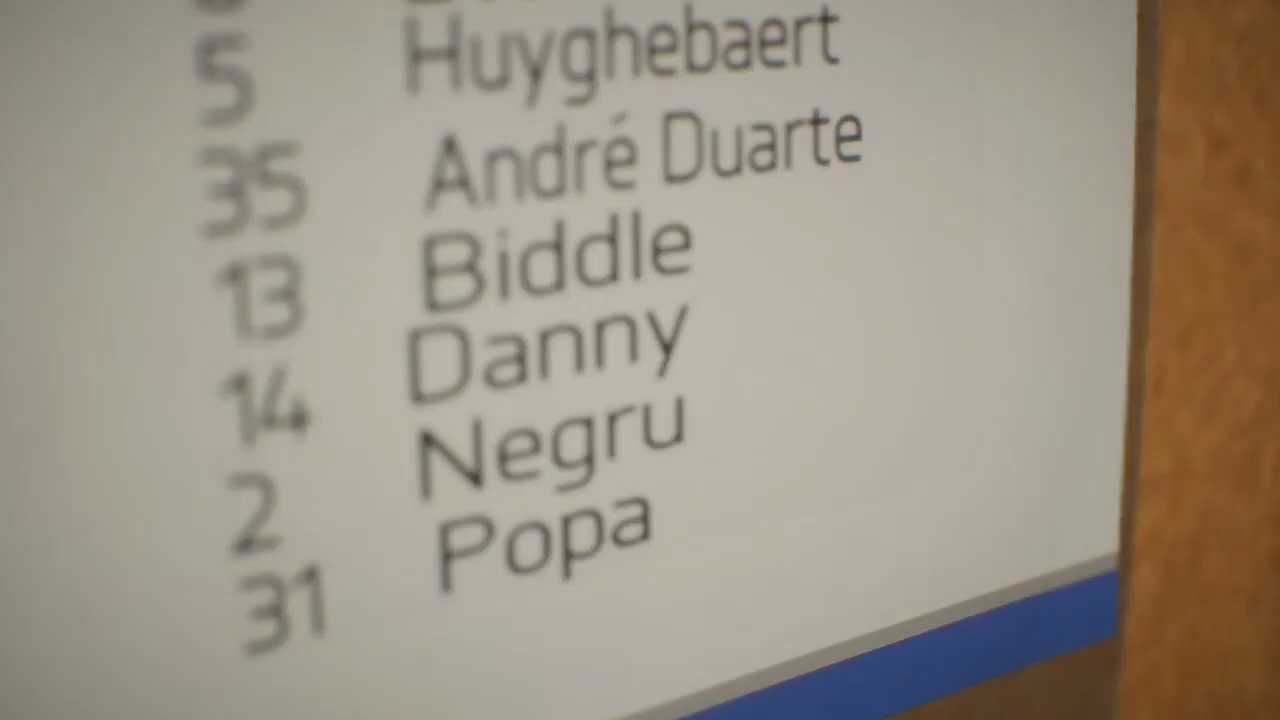 5 Huyghebaert
35 André Duarte
13 Biddle
14 Danny
2 Negru
31 Popa